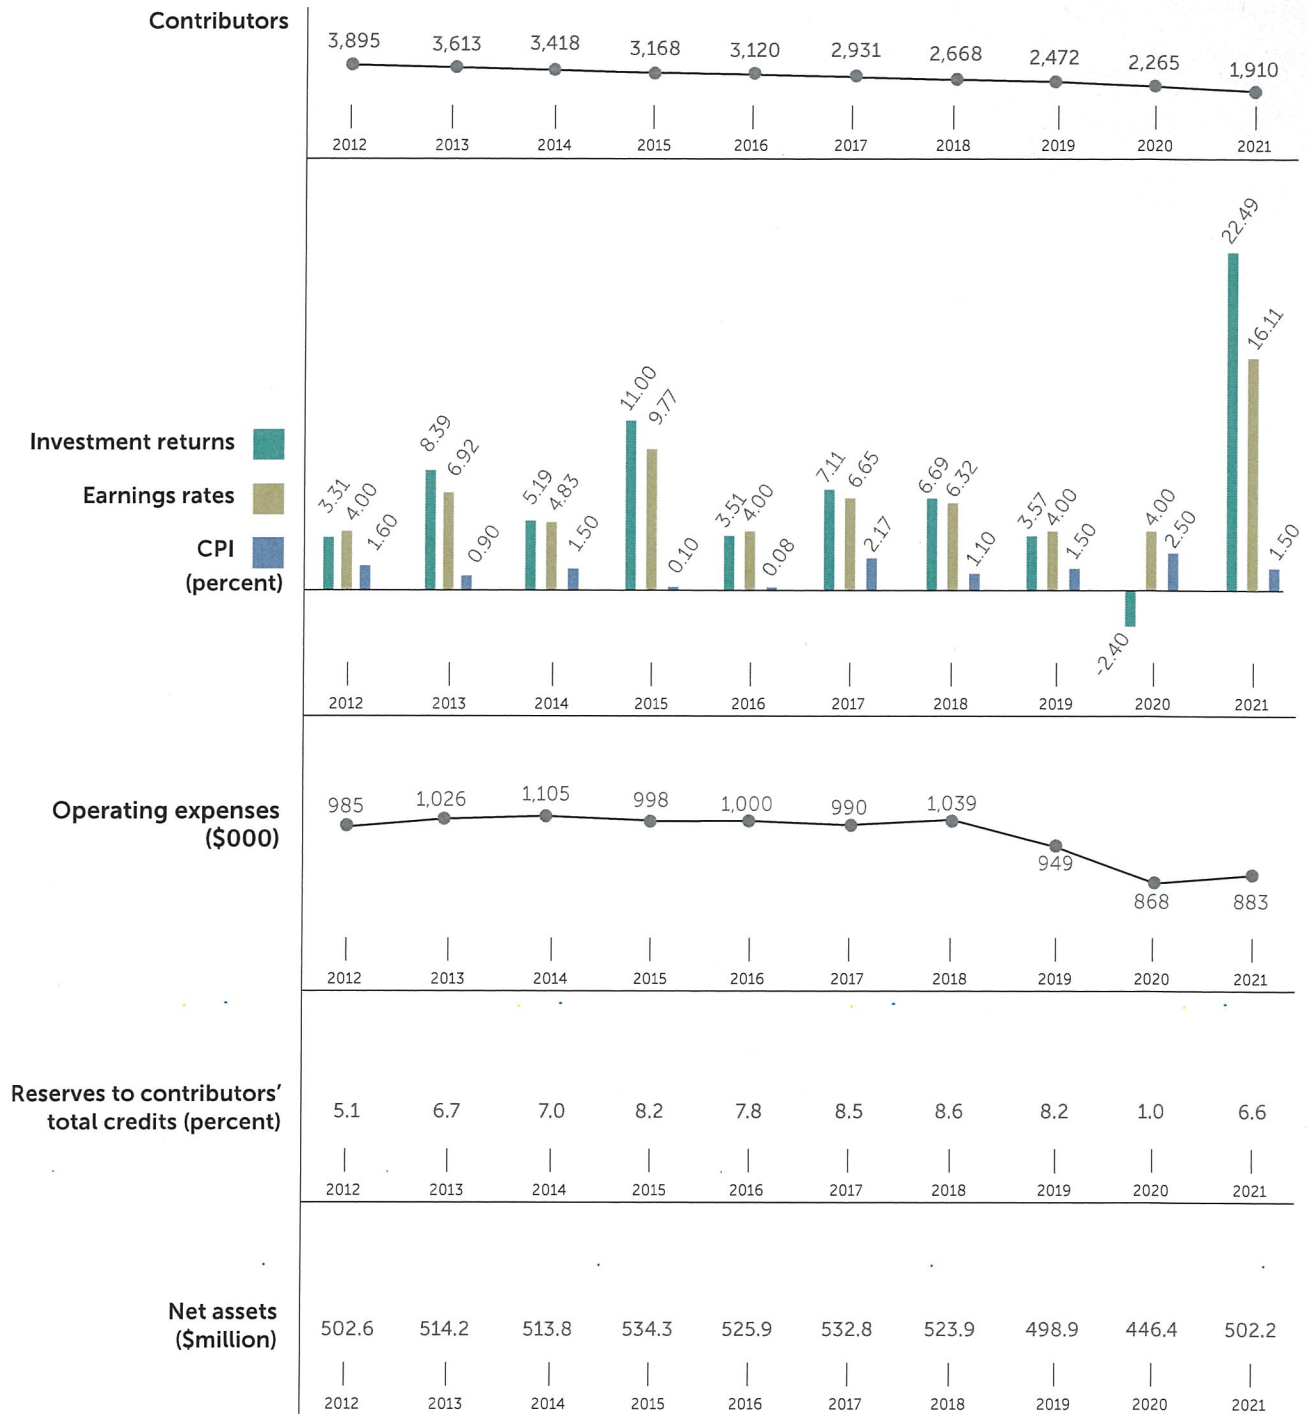 Contributors
3,895 3,613 3,418 3,168 3,120 2,931 2,668 2,472 2,265 1,910
2012 2013 2014 2015 2016 2017 2018 2019 2020 2021
Investment returns
Earnings rates
CPI
(percent)
3.31 4.00 1.60 8.39 6.92 0.90 5.19 4.83 1.50 11.00 9.77 0.10 3.51 4.00 0.08 7.11 6.65 2.17 6.69 6.32 1.10 3.57 4.00 1.50 -2.40 4.00 2.50 22.49 16.11 1.50
2012 2013 2014 2015 2016 2017 2018 2019 2020 2021
Operating expenses
($000)
985 1,026 1,105 998 1,000 990 1,039 949 868 883
2012 2013 2014 2015 2016 2017 2018 2019 2020 2021
Reserves to contributors’
total credits (percent)
5.1 6.7 7.0 8.2 7.8 8.5 8.6 8.2 1.0 6.6
2012 2013 2014 2015 2016 2017 2018 2019 2020 2021
Net assets
($million)
502.6 514.2 513.8 534.3 525.9 532.8 523.9 498.9 446.4 502.2
2012 2013 2014 2015 2016 2017 2018 2019 2020 2021